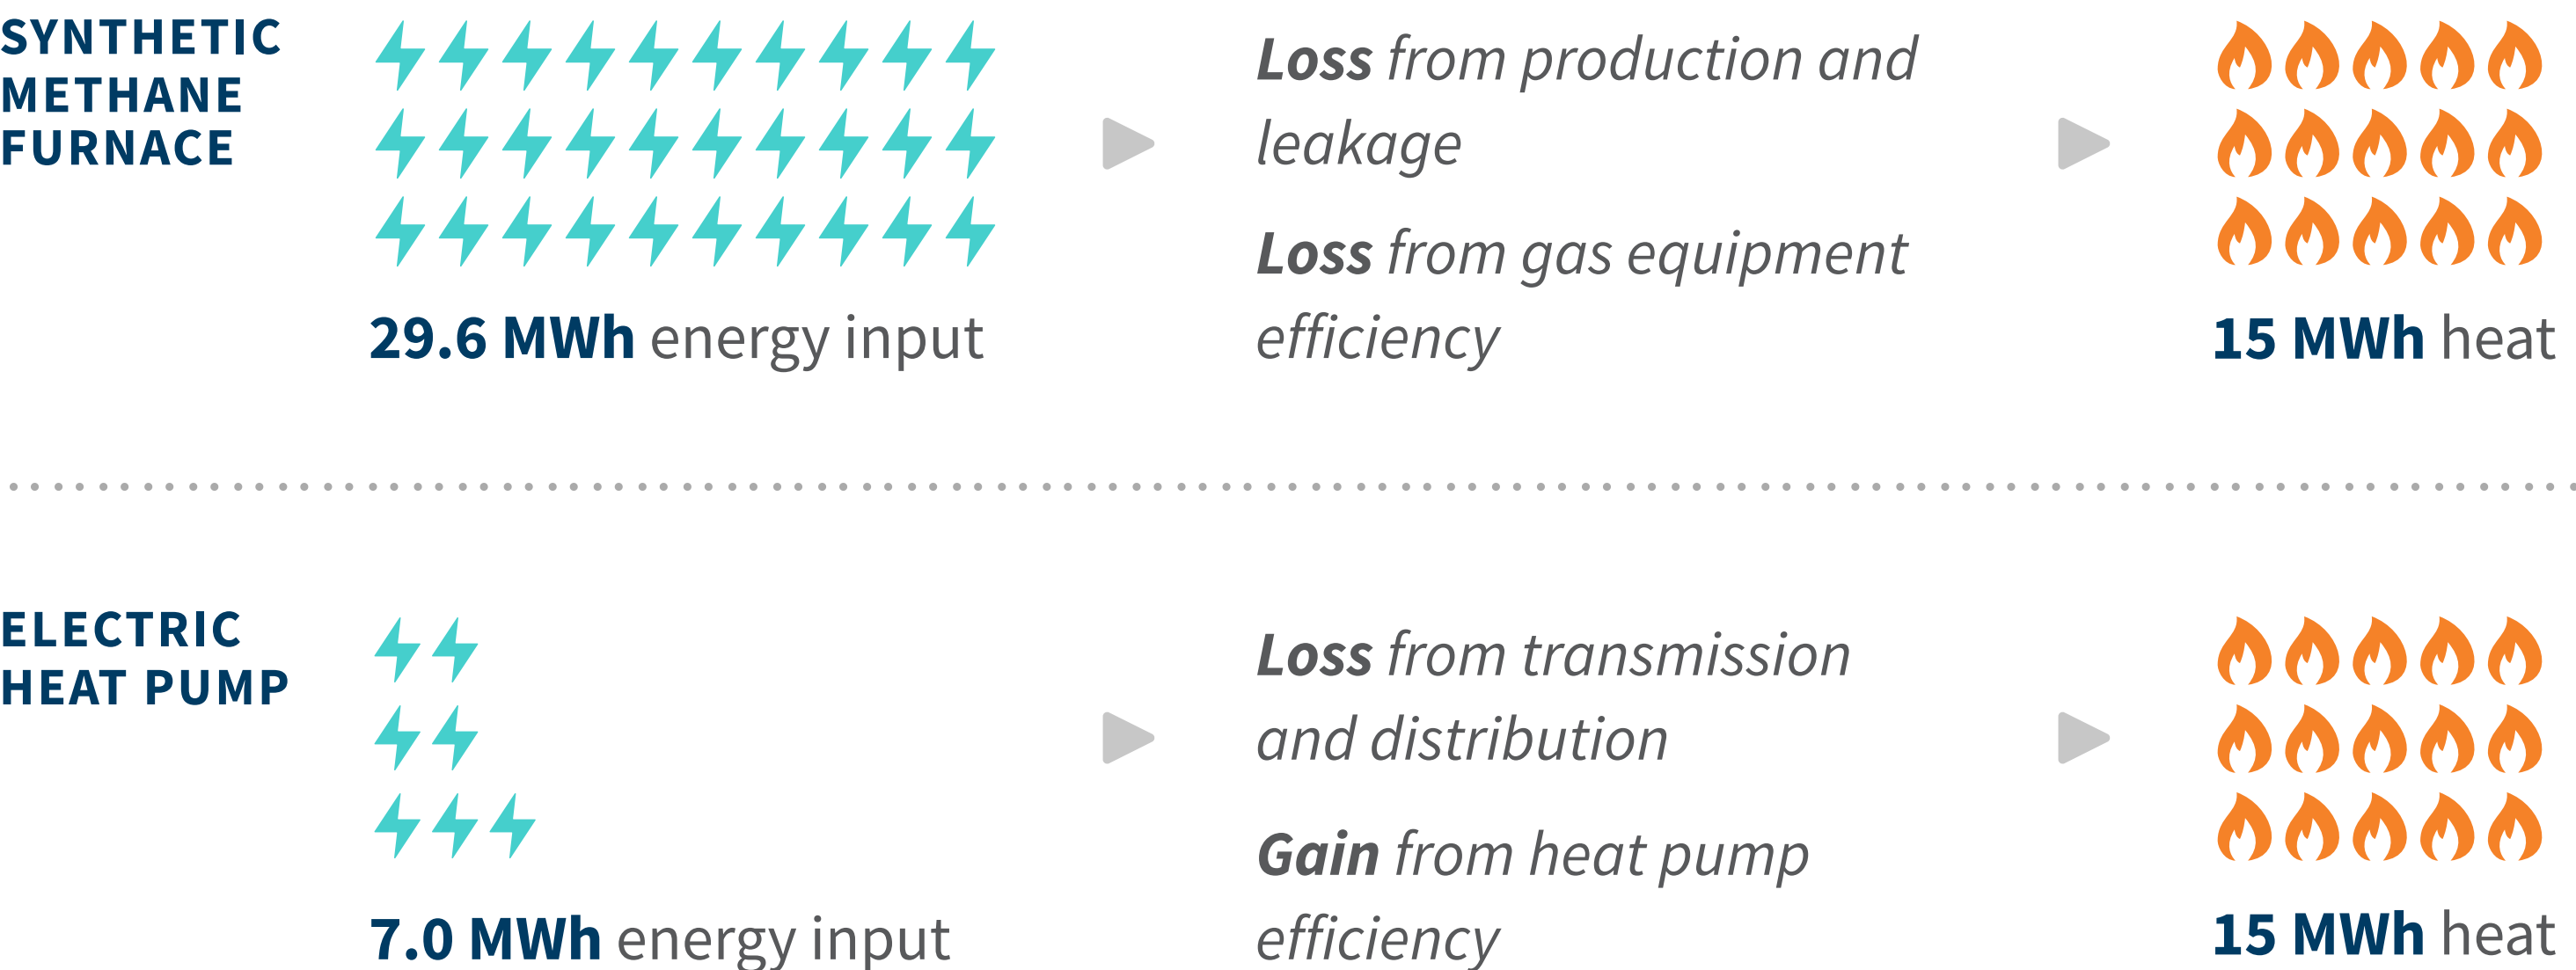 SYNTHETIC
METHANE
FURNACE
29.6 MWh energy input
Loss from production and
leakage
Loss from gas equipment
efficiency
15 MWh heat
ELECTRIC
HEAT PUMP
7.0 MWh energy input
Loss from transmission
and distribution
Gain from heat pump
efficiency
15 MWh heat